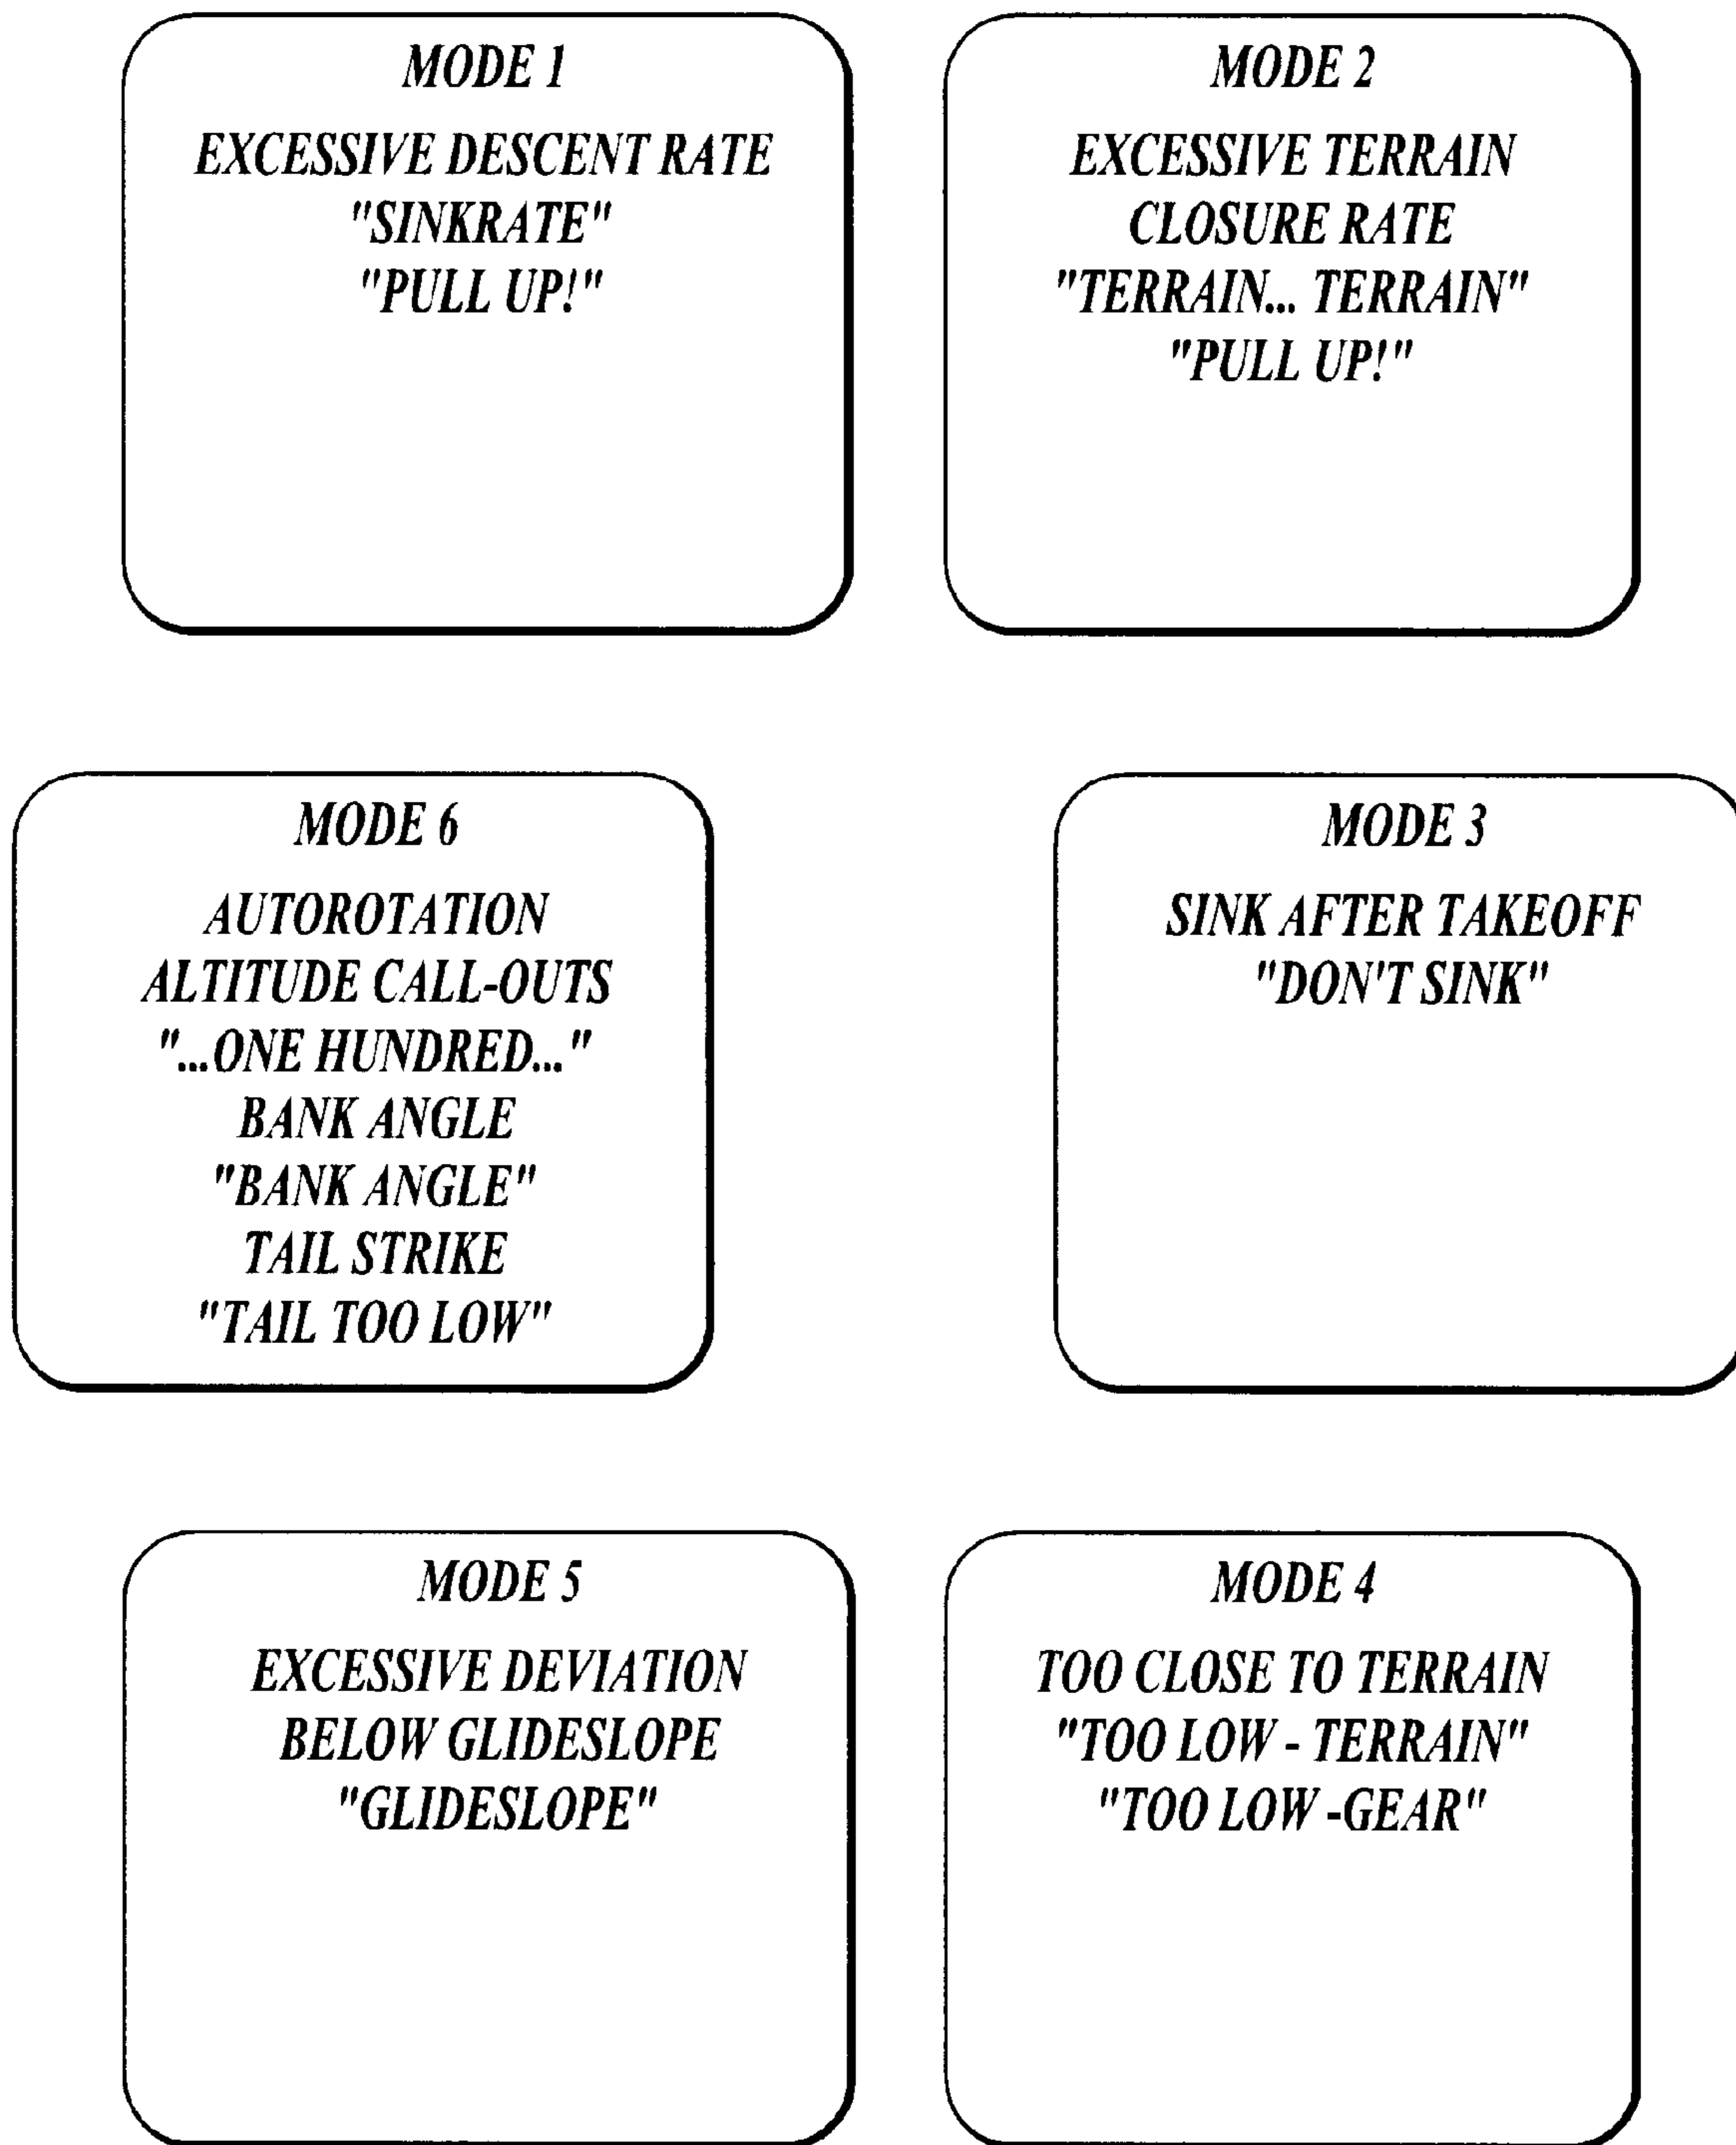 MODE 1
EXCESSIVE DESCENT RATE
"SINKRATE"
"PULL UP!"
MODE 2
EXCESSIVE TERRAIN
CLOSURE RATE
"TERRAIN... TERRAIN"
"PULL UP!"
MODE 6
AUTOROTATION
ALTITUDE CALL-OUTS
"...ONE HUNDRED..."
BANK ANGLE
"BANK ANGLE"
TAIL STRIKE
"TAIL TOO LOW"
MODE 3
SINK AFTER TAKEOFF
"DON'T SINK"
MODE 5
EXCESSIVE DEVIATION
BELOW GLIDESLOPE
"GLIDESLOPE"
MODE 4
TOO CLOSE TO TERRAIN
"TOO LOW - TERRAIN"
"TOO LOW -GEAR"